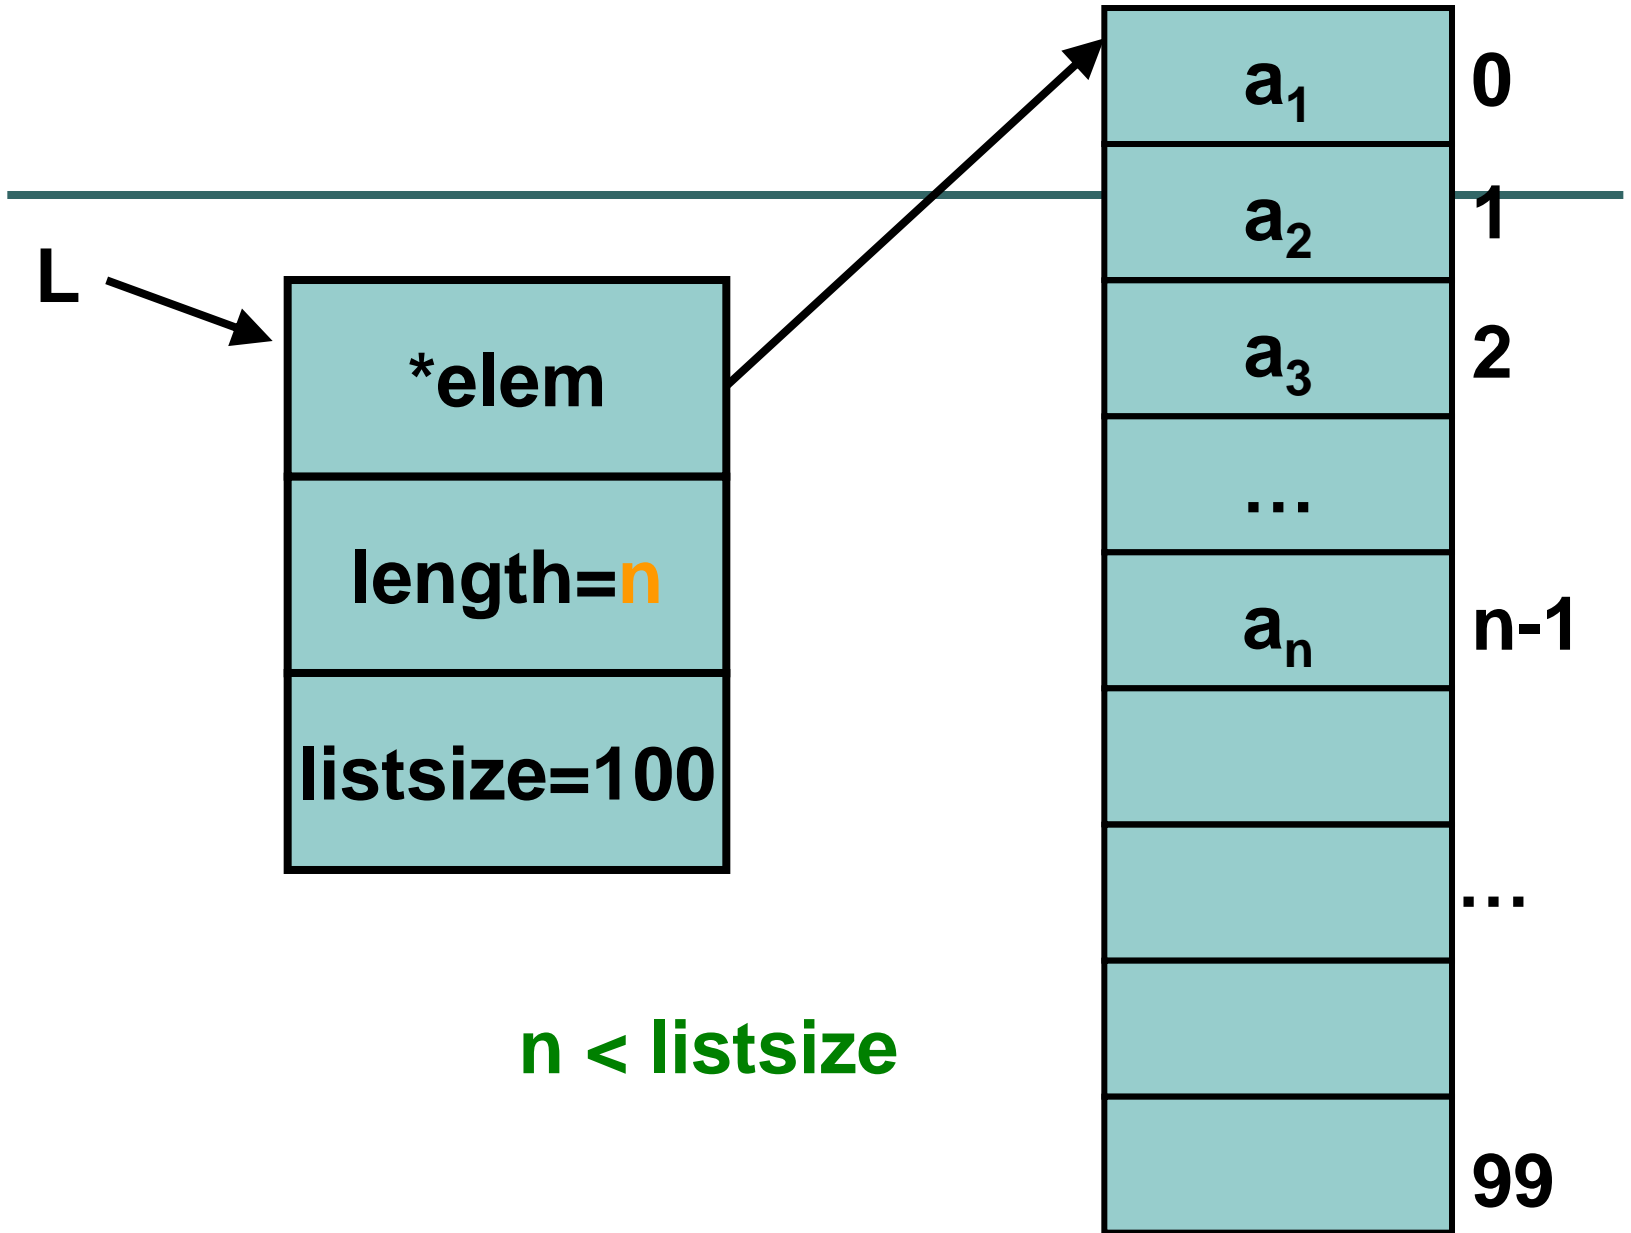 L
*elem
length=n
listsize=100
n < listsize
a₁ 0
a₂ 1
a₃ 2
…
aₙ n-1
…
99